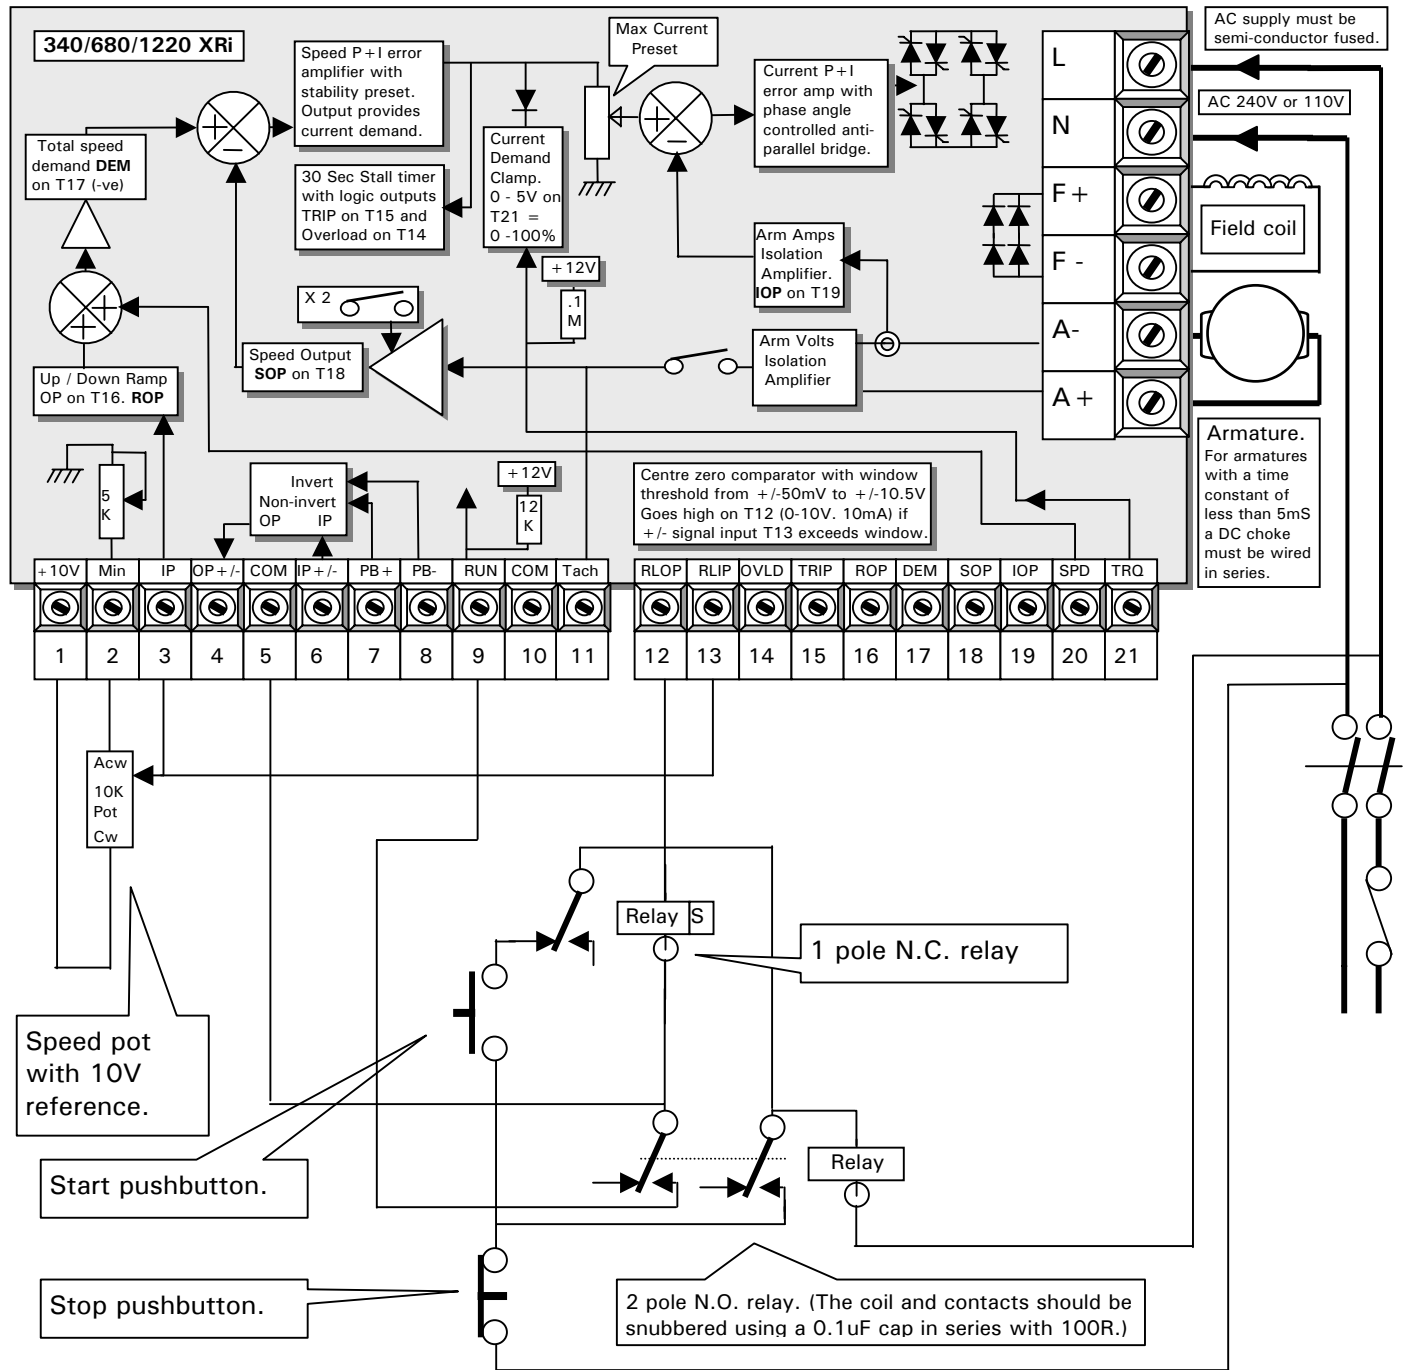 340/680/1220 XRi
Speed P+I error
amplifier with
stability preset.
Output provides
current demand.
Max Current
Preset
AC supply must be
semi-conductor fused.
L
AC 240V or 110V
N
Current P+I
error amp with
phase angle
controlled anti-
parallel bridge.
Total speed
demand DEM
on T17 (-ve)
+
-
+
-
30 Sec Stall timer
with logic outputs
TRIP on T15 and
Overload on T14
Current
Demand
Clamp.
0 - 5V on
T21 =
0 -100%
F+
Field coil
F -
Arm Amps
Isolation
Amplifier.
IOP on T19
+12V
.1
M
X 2
+
+
Speed Output
SOP on T18
Arm Volts
Isolation
Amplifier
A-
A+
Up / Down Ramp
OP on T16. ROP
5
K
Invert
Non-invert
OP IP
+12V
12
K
Centre zero comparator with window
threshold from +/-50mV to +/-10.5V
Goes high on T12 (0-10V. 10mA) if
+/- signal input T13 exceeds window.
Armature.
For armatures
with a time
constant of
less than 5mS
a DC choke
must be wired
in series.
+10V Min IP OP+/- COM IP+/- PB+ PB- RUN COM Tach
RLOP RLIP OVLD TRIP ROP DEM SOP IOP SPD TRQ
1 2 3 4 5 6 7 8 9 10 11
12 13 14 15 16 17 18 19 20 21
Acw
10K
Pot
Cw
Relay S
1 pole N.C. relay
Speed pot
with 10V
reference.
Start pushbutton.
Relay
Stop pushbutton.
2 pole N.O. relay. (The coil and contacts should be
snubbered using a 0.1uF cap in series with 100R.)